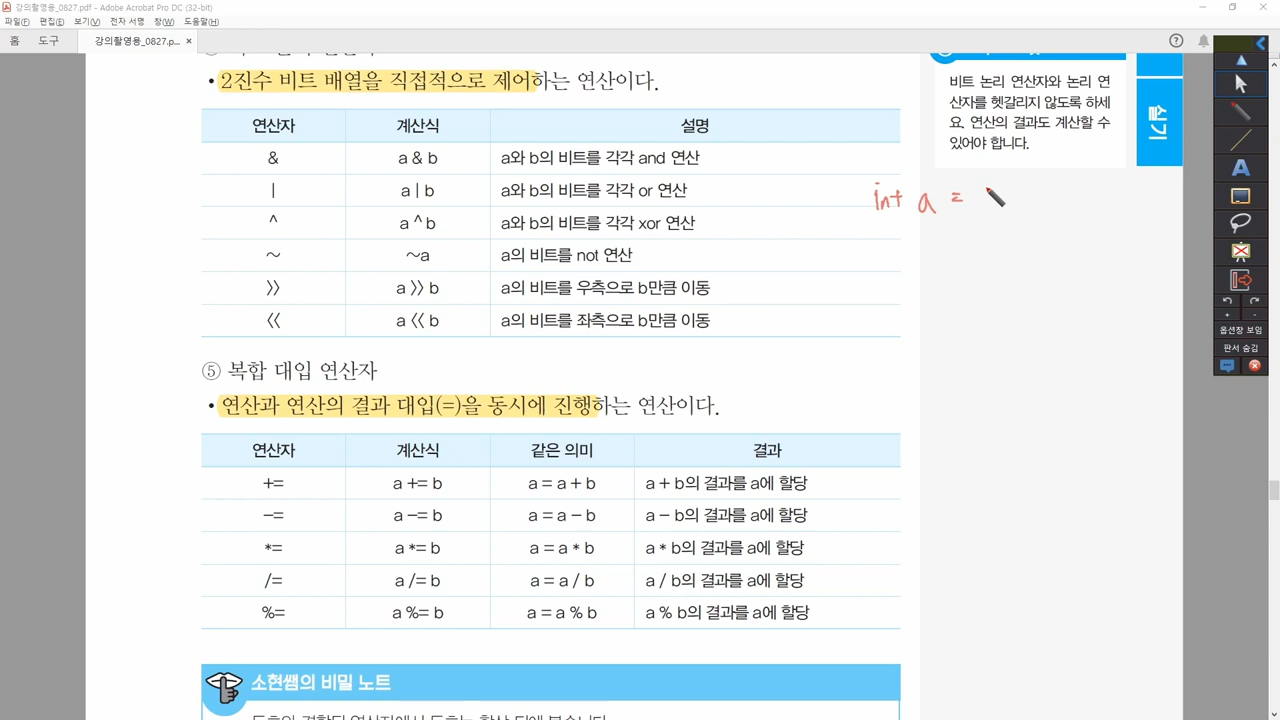 강의촬영용_0827.pdf - Adobe Acrobat Pro DC (32-bit)
파일(F) 편집(E) 보기(V) 전자 서명 창(W) 도움말(H)
홈 도구 강의촬영용_0827.p... ×
• 2진수 비트 배열을 직접적으로 제어하는 연산이다.
연산자 계산식 설명
& a & b a와 b의 비트를 각각 and 연산
| a | b a와 b의 비트를 각각 or 연산
^ a ^ b a와 b의 비트를 각각 xor 연산
~ ~a a의 비트를 not 연산
》 a 》 b a의 비트를 우측으로 b만큼 이동
《 a 《 b a의 비트를 좌측으로 b만큼 이동
⑤ 복합 대입 연산자
• 연산과 연산의 결과 대입(=)을 동시에 진행하는 연산이다.
연산자 계산식 같은 의미 결과
+= a += b a = a + b a + b의 결과를 a에 할당
−= a −= b a = a − b a − b의 결과를 a에 할당
*= a *= b a = a * b a * b의 결과를 a에 할당
/= a /= b a = a / b a / b의 결과를 a에 할당
%= a %= b a = a % b a % b의 결과를 a에 할당
소현쌤의 비밀 노트
비트 논리 연산자와 논리 연
산자를 헷갈리지 않도록 하세
요. 연산의 결과도 계산할 수
있어야 합니다.
실기
int a =
옵션창 보임
판서 숨김